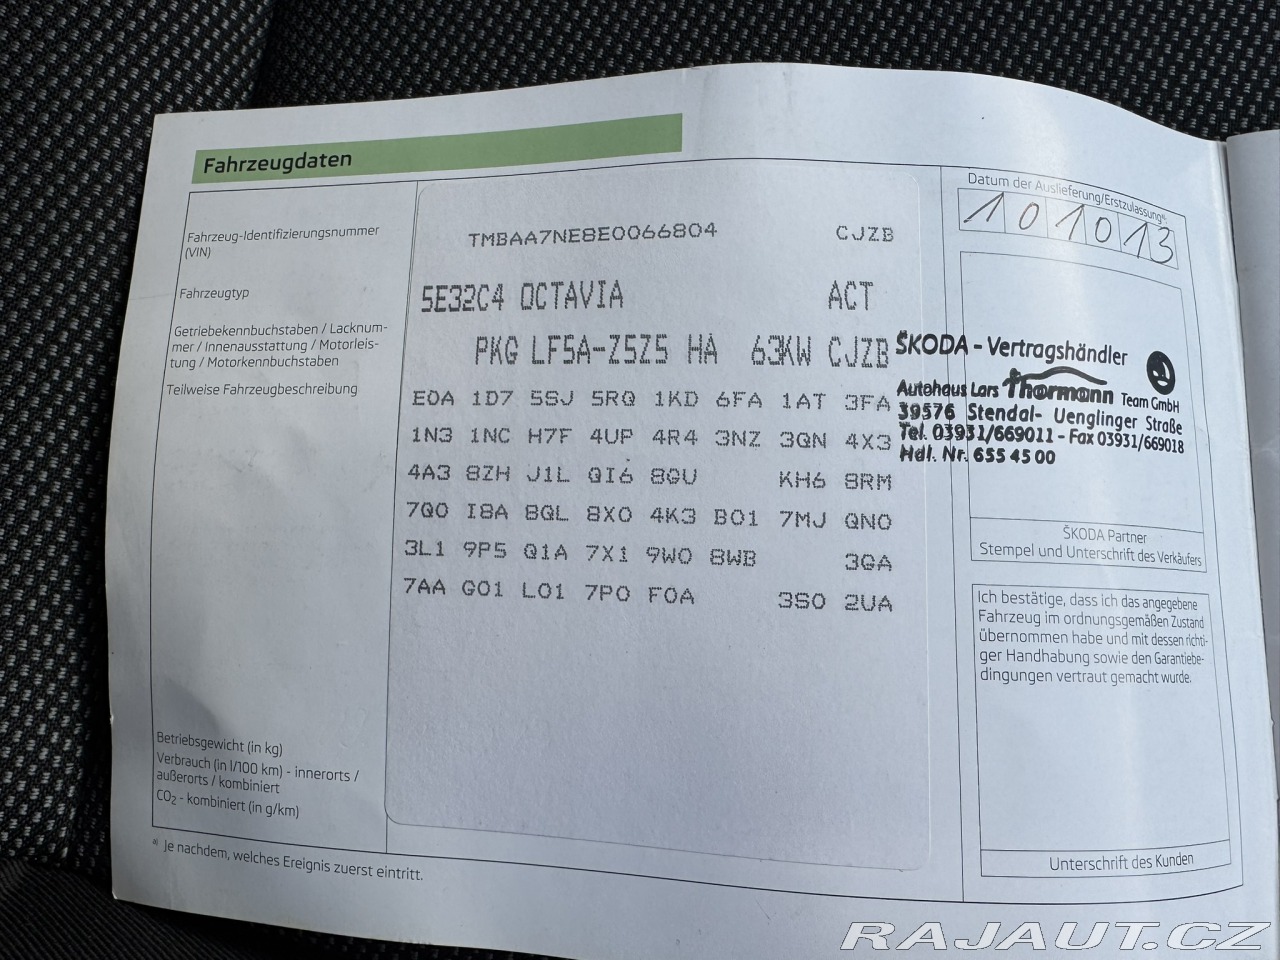 Fahrzeugdaten
Fahrzeug-Identifizierungsnummer
(VIN)
TMBAA7NE8E0066804 CJZB
Fahrzeugtyp
5E32C4 OCTAVIA ACT
Getriebekennbuchstaben / Lacknum-
mer / Innenausstattung / Motorleis-
tung / Motorkennbuchstaben
PKG LF5A-Z5Z5 HA 63KW CJZB
Teilweise Fahrzeugbeschreibung
E0A 1D7 5SJ 5RQ 1KD 6FA 1AT 3FA
1N3 1NC H7F 4UP 4R4 3NZ 3QN 4X3
4A3 8ZH J1L QI6 8GU KH6 8RM
7Q0 I8A 8QL 8X0 4K3 B01 7MJ QN0
3L1 9P5 Q1A 7X1 9W0 8WB 3GA
7AA G01 L01 7P0 F0A 3S0 2UA
Betriebsgewicht (in kg)
Verbrauch (in l/100 km) - innerorts /
außerorts / kombiniert
CO2 - kombiniert (in g/km)
a) Je nachdem, welches Ereignis zuerst eintritt.
Datum der Auslieferung/Erstzulassung a):
101013
ŠKODA - Vertragshändler
Autohaus Lars Thormann Team GmbH
39576 Stendal- Uenglinger Straße
Tel. 03931/669011 - Fax 03931/669018
Hdl. Nr. 655 45 00
ŠKODA Partner
Stempel und Unterschrift des Verkäufers
Ich bestätige, dass ich das angegebene
Fahrzeug im ordnungsgemäßen Zustand
übernommen habe und mit dessen richti-
ger Handhabung sowie den Garantiebe-
dingungen vertraut gemacht wurde.
Unterschrift des Kunden
RAJAUT.CZ